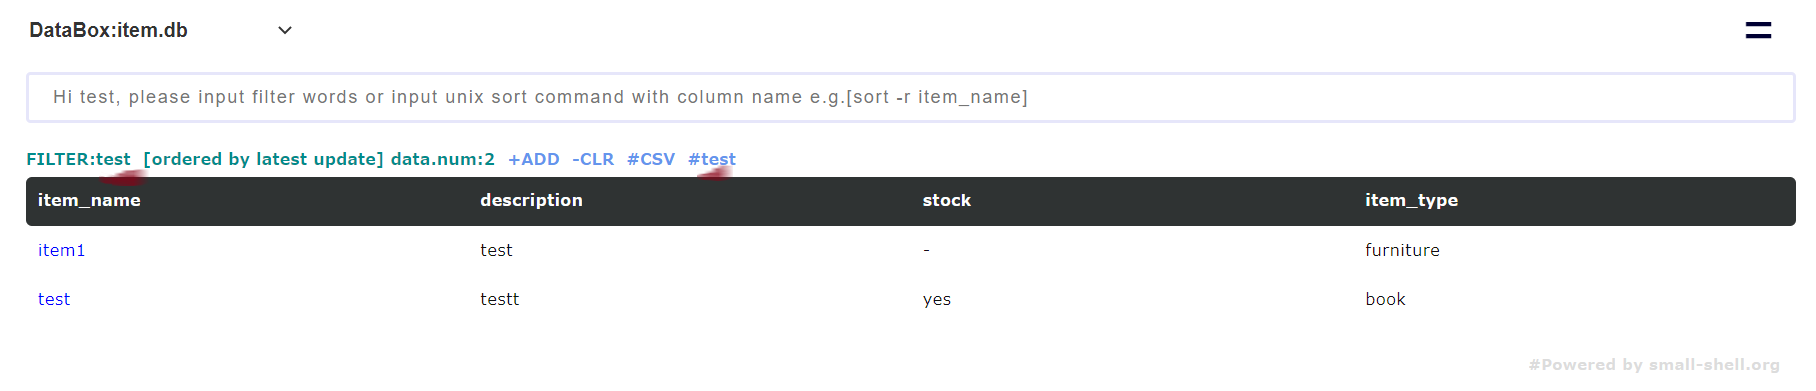 DataBox:item.db
Hi test, please input filter words or input unix sort command with column name e.g.[sort -r item_name]
FILTER:test [ordered by latest update] data.num:2 +ADD -CLR #CSV #test
item_name description stock item_type
item1 test - furniture
test testt yes book
#Powered by small-shell.org